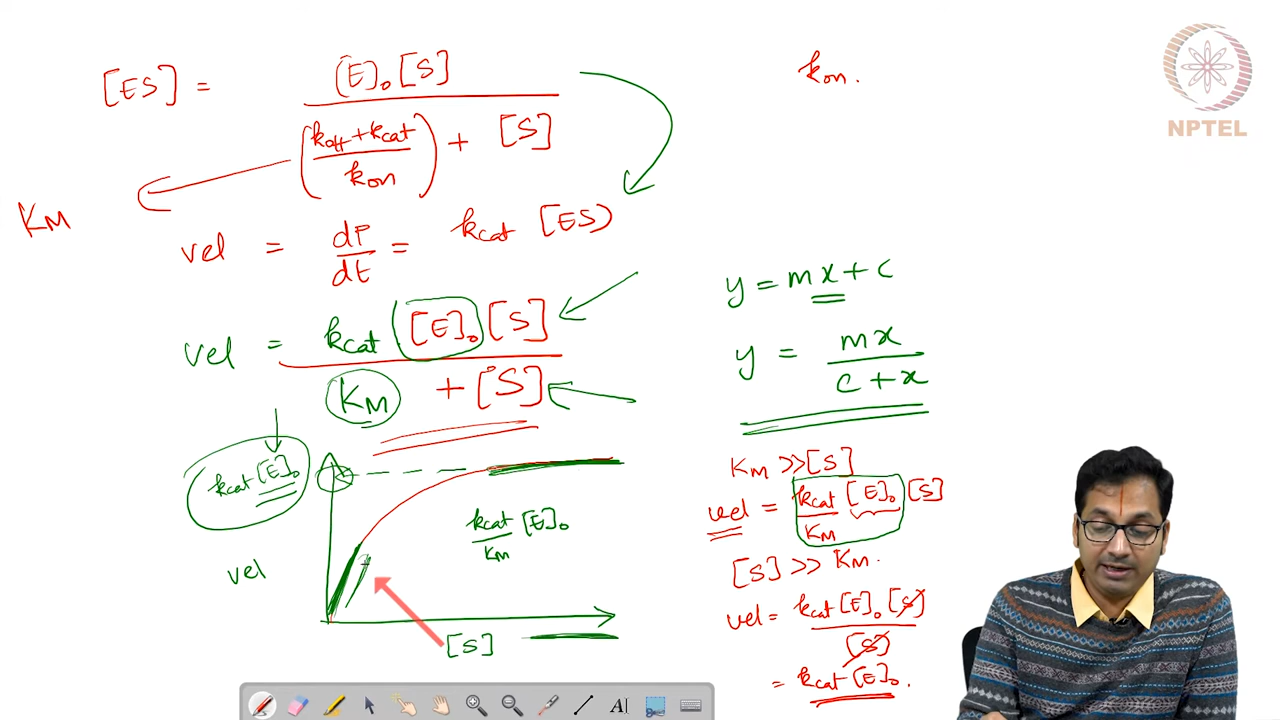 [ES] = [E]₀[S] / ((koff + kcat / kon) + [S])
kon.
NPTEL
KM
vel = dP/dt = kcat [ES)
vel = kcat [E]₀ [S] / KM + [S]
y = mx + c
y = mx / c + x
kcat [E]₀
vel
kcat/KM [E]₀
[S]
KM >> [S]
vel = kcat/KM [E]₀ [S]
[S] >> KM.
vel = kcat [E]₀ [S] / [S]
= kcat [E]₀.
A